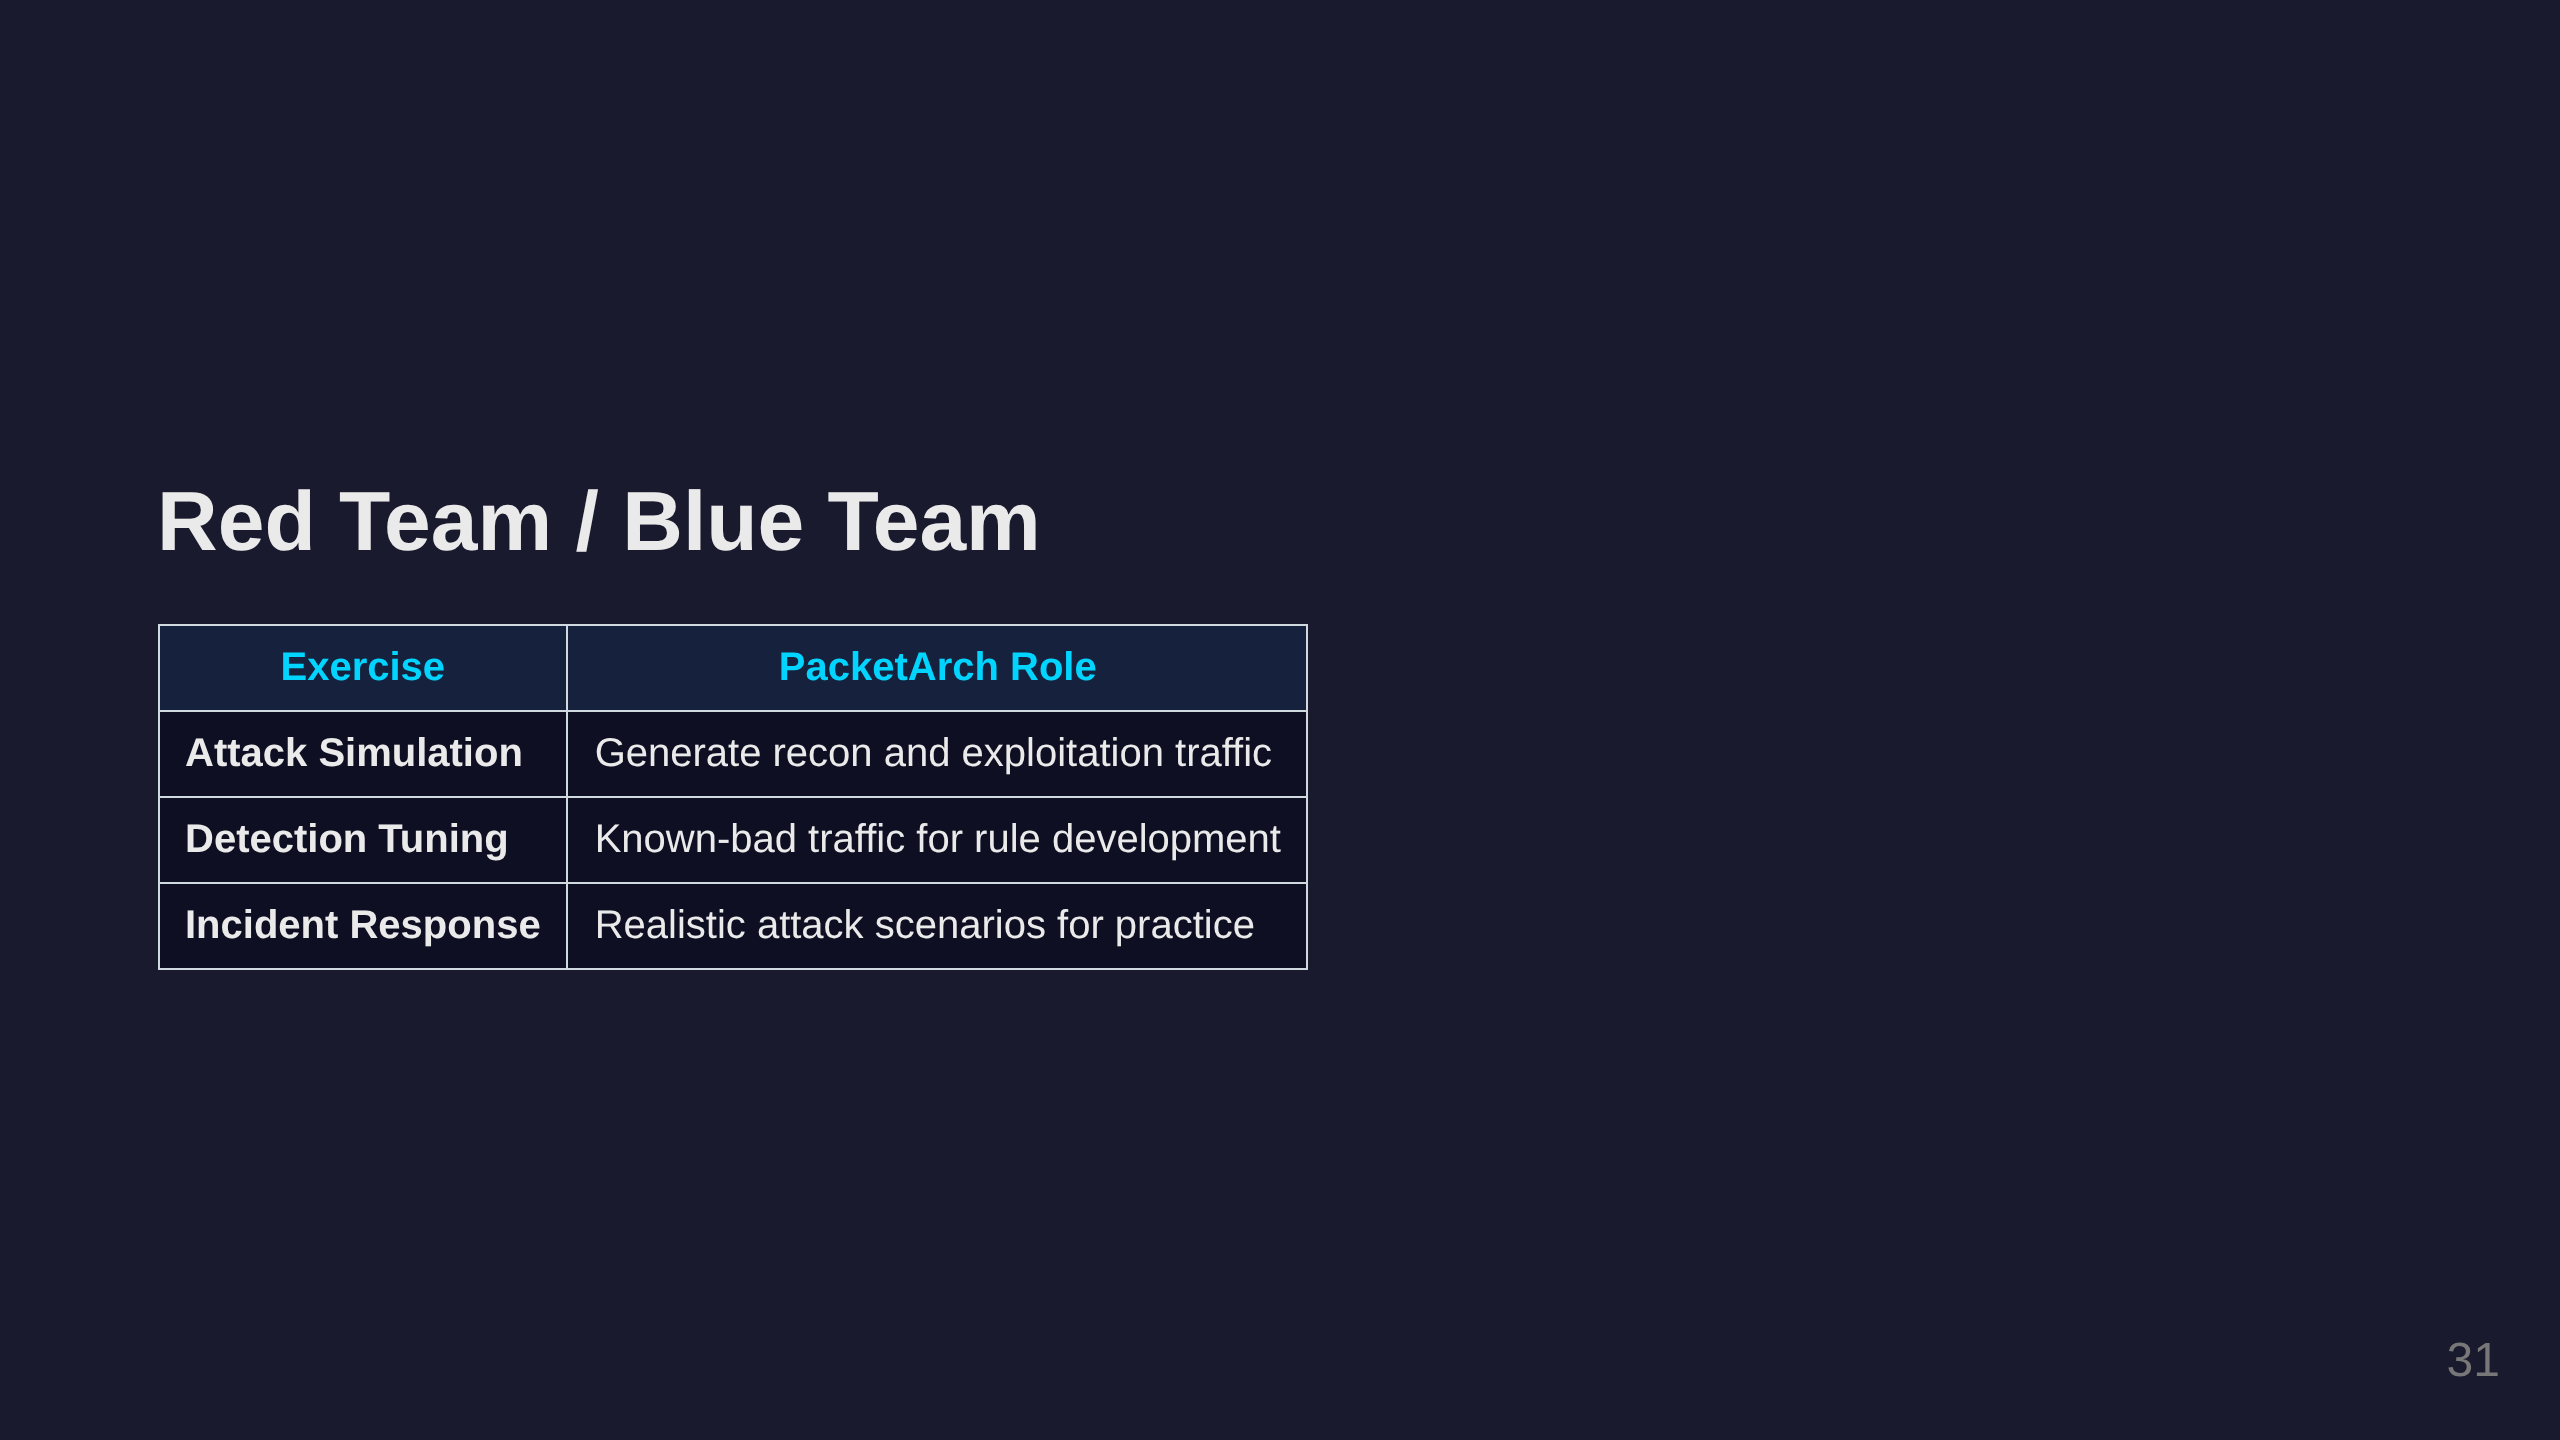 Red Team / Blue Team
Exercise PacketArch Role
Attack Simulation Generate recon and exploitation traffic
Detection Tuning Known-bad traffic for rule development
Incident Response Realistic attack scenarios for practice
31